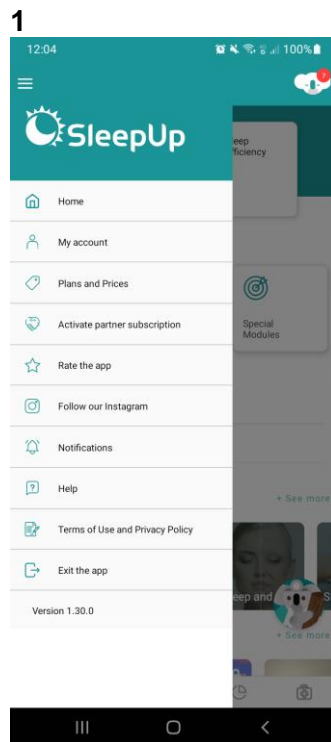 1
12:04
100%
7
SleepUp
eep
ficiency
Home
My account
Plans and Prices
Activate partner subscription
Special
Modules
Rate the app
Follow our Instagram
Notifications
Help
+ See more
Terms of Use and Privacy Policy
Exit the app
eep and
S
Version 1.30.0
+ See more